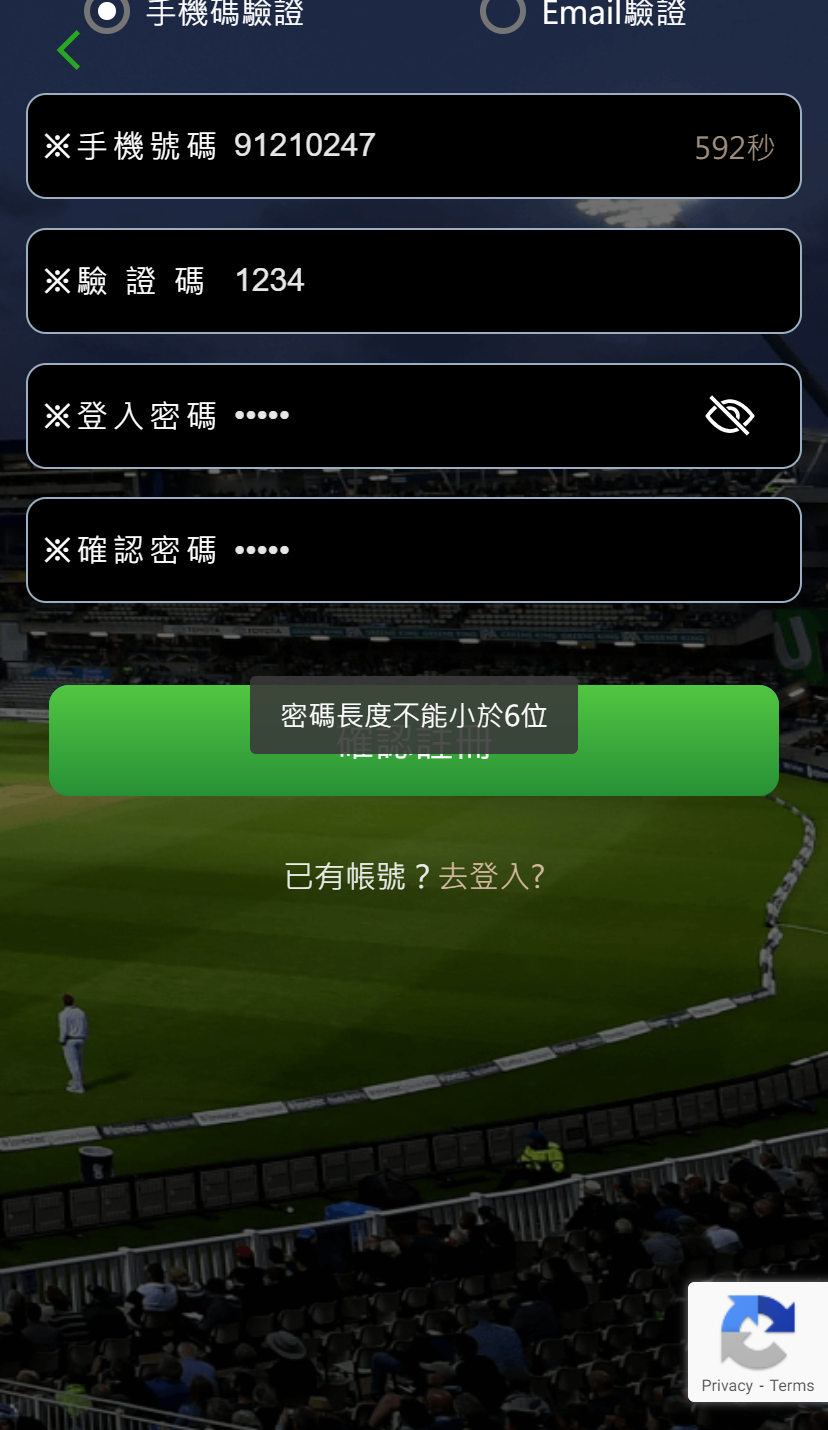 手機碼驗證 Email驗證
※手機號碼 91210247 592秒
※驗證碼 1234
※登入密碼 •••••
※確認密碼 •••••
密碼長度不能小於6位
確認註冊
已有帳號？去登入?
TOYOTA TOYOTA
Privacy - Terms